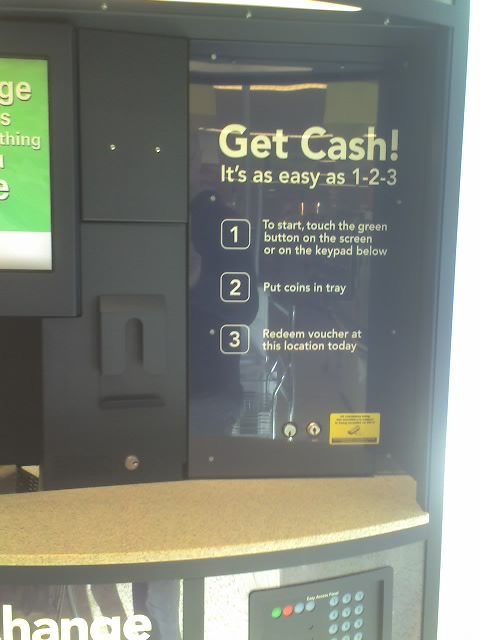 ge
s
thing
e
Get Cash!
It's as easy as 1-2-3
1
To start, touch the green
button on the screen
or on the keypad below
2
Put coins in tray
3
Redeem voucher at
this location today
hange